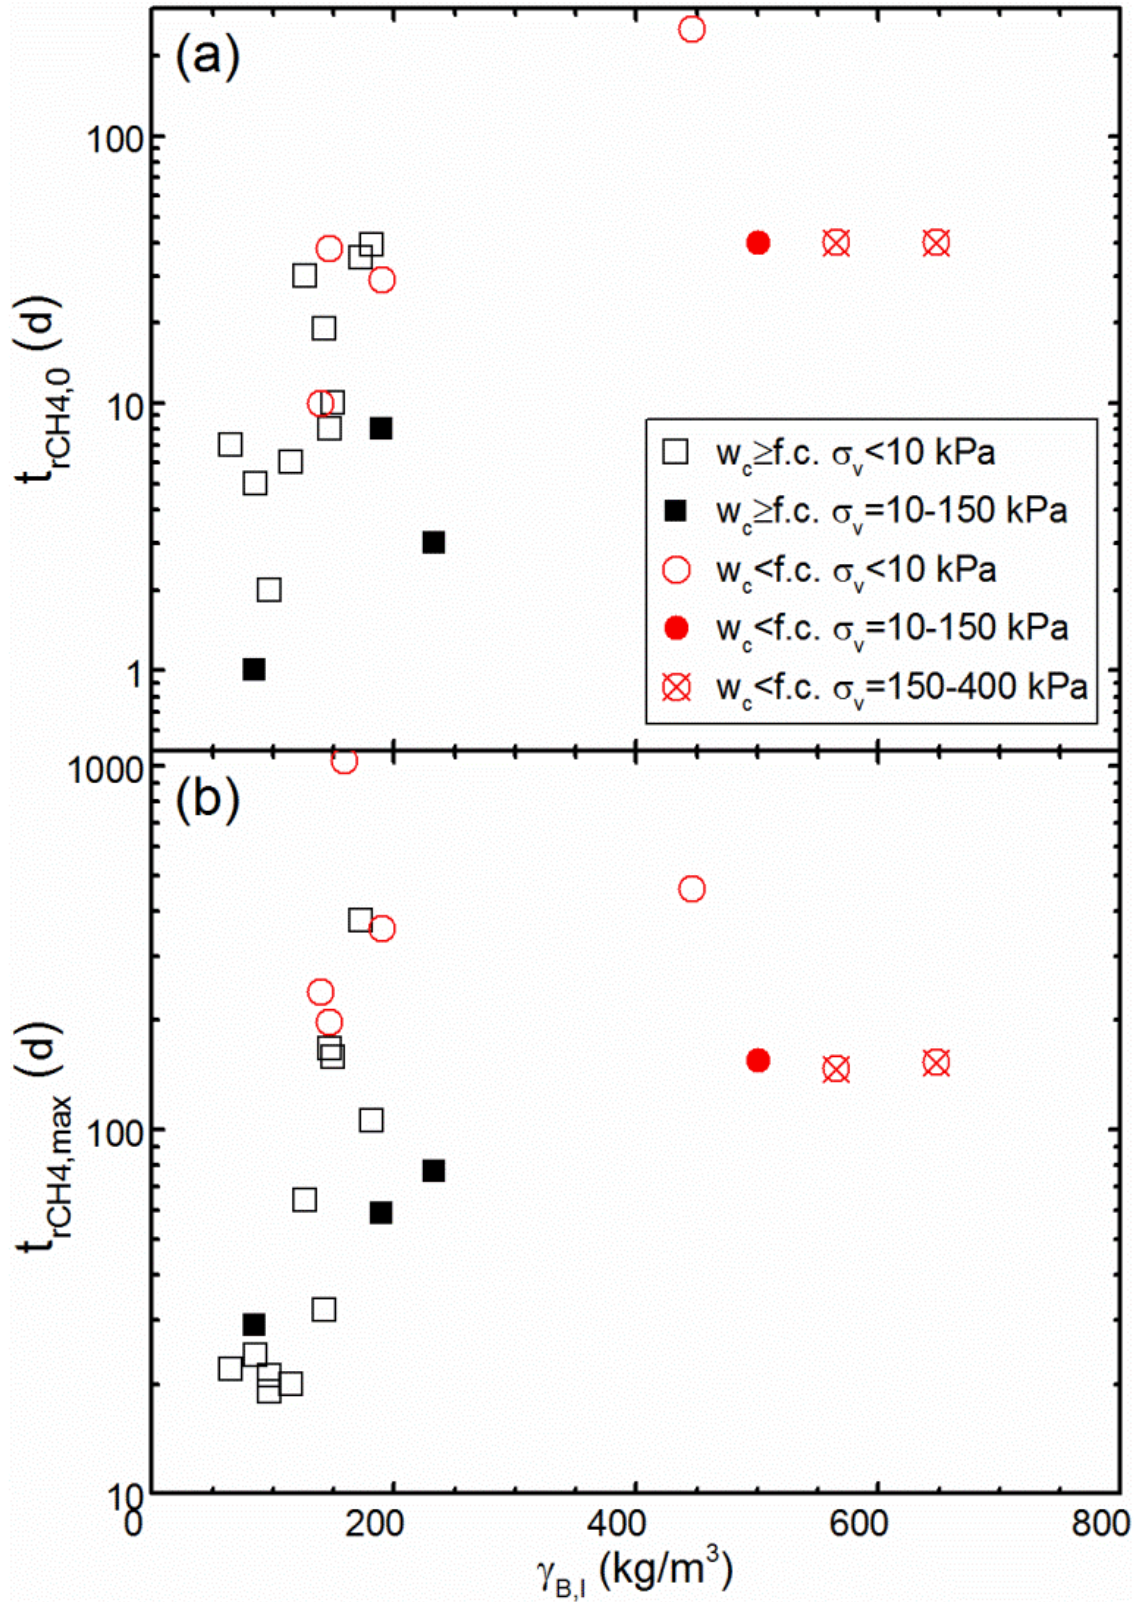 (a)
100
10
1
t_rCH4,0 (d)
w_c≥f.c. σ_v<10 kPa
w_c≥f.c. σ_v=10-150 kPa
w_c<f.c. σ_v<10 kPa
w_c<f.c. σ_v=10-150 kPa
w_c<f.c. σ_v=150-400 kPa
(b)
1000
100
10
t_rCH4,max (d)
0 200 400 600 800
γ_B,I (kg/m³)